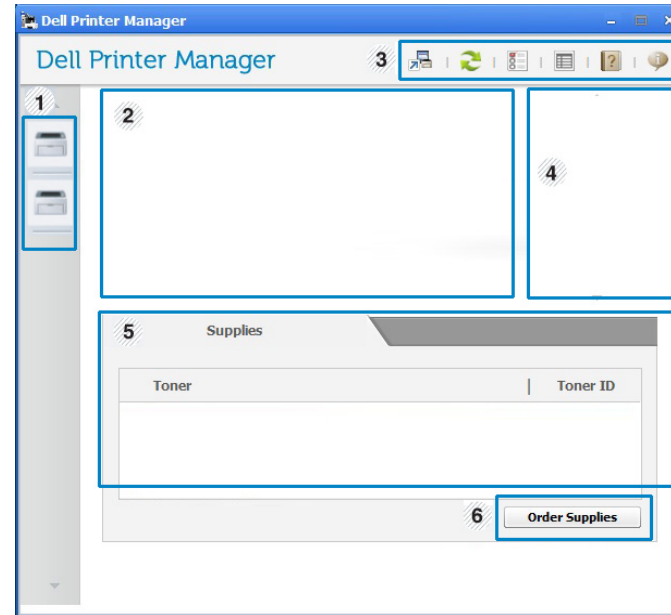 Dell Printer Manager
Dell Printer Manager
3
1
2
4
5 Supplies
Toner | Toner ID
6 Order Supplies